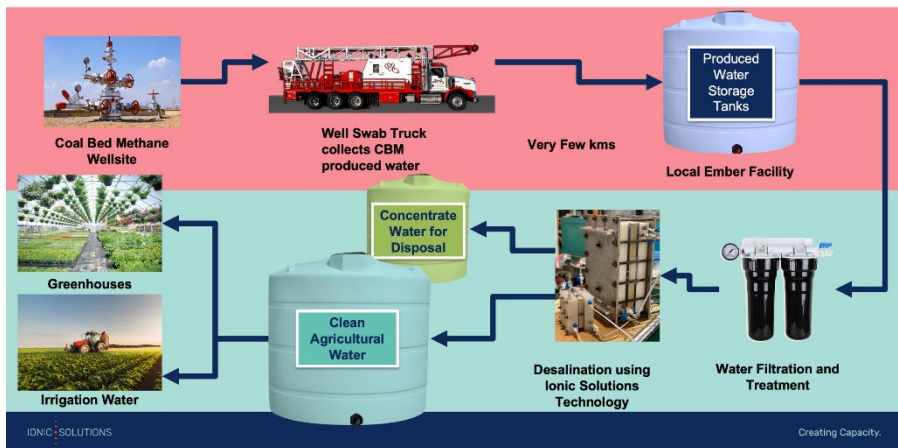 Coal Bed Methane
Wellsite
Well Swab Truck
collects CBM
produced water
Very Few kms
Produced
Water
Storage
Tanks
Local Ember Facility
Greenhouses
Irrigation Water
Concentrate
Water for
Disposal
Clean
Agricultural
Water
Desalination using
Ionic Solutions
Technology
Water Filtration and
Treatment
IONIC SOLUTIONS
Creating Capacity.